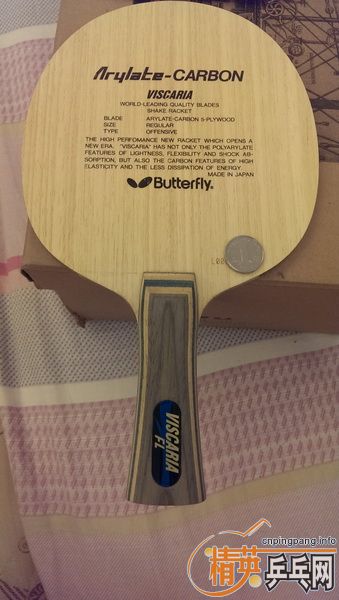 Arylate-CARBON
VISCARIA
WORLD-LEADING QUALITY BLADES
SHAKE RACKET
BLADE ARYLATE-CARBON 5-PLYWOOD
SIZE REGULAR
TYPE OFFENSIVE
THE HIGH PERFOMANCE NEW RACKET WHICH OPENS A
NEW ERA. "VISCARIA" HAS NOT ONLY THE POLYARYLATE
FEATURES OF LIGHTNESS, FLEXIBILITY AND SHOCK AB-
SORPTION, BUT ALSO THE CARBON FEATURES OF HIGH
ELASTICITY AND THE LESS DISSIPATION OF ENERGY
MADE IN JAPAN
Butterfly
VISCARIA
FL
cnpingpang.info
精英乒乓网